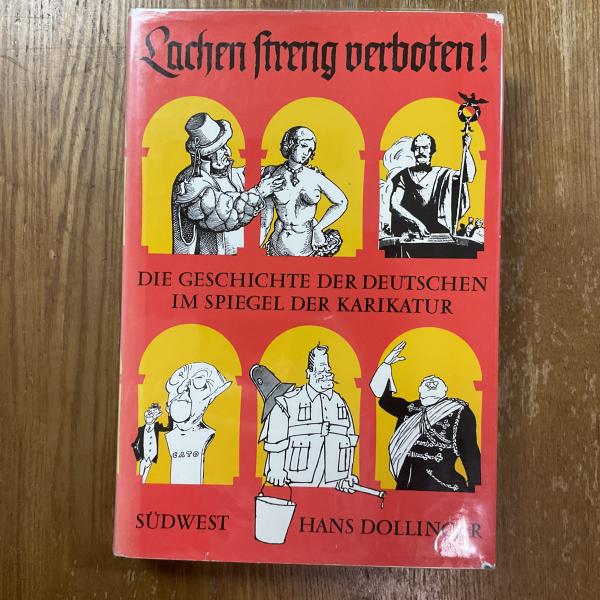 Lachen streng verboten!
DIE GESCHICHTE DER DEUTSCHEN
IM SPIEGEL DER KARIKATUR
CATO
SÜDWEST
HANS DOLLINGER